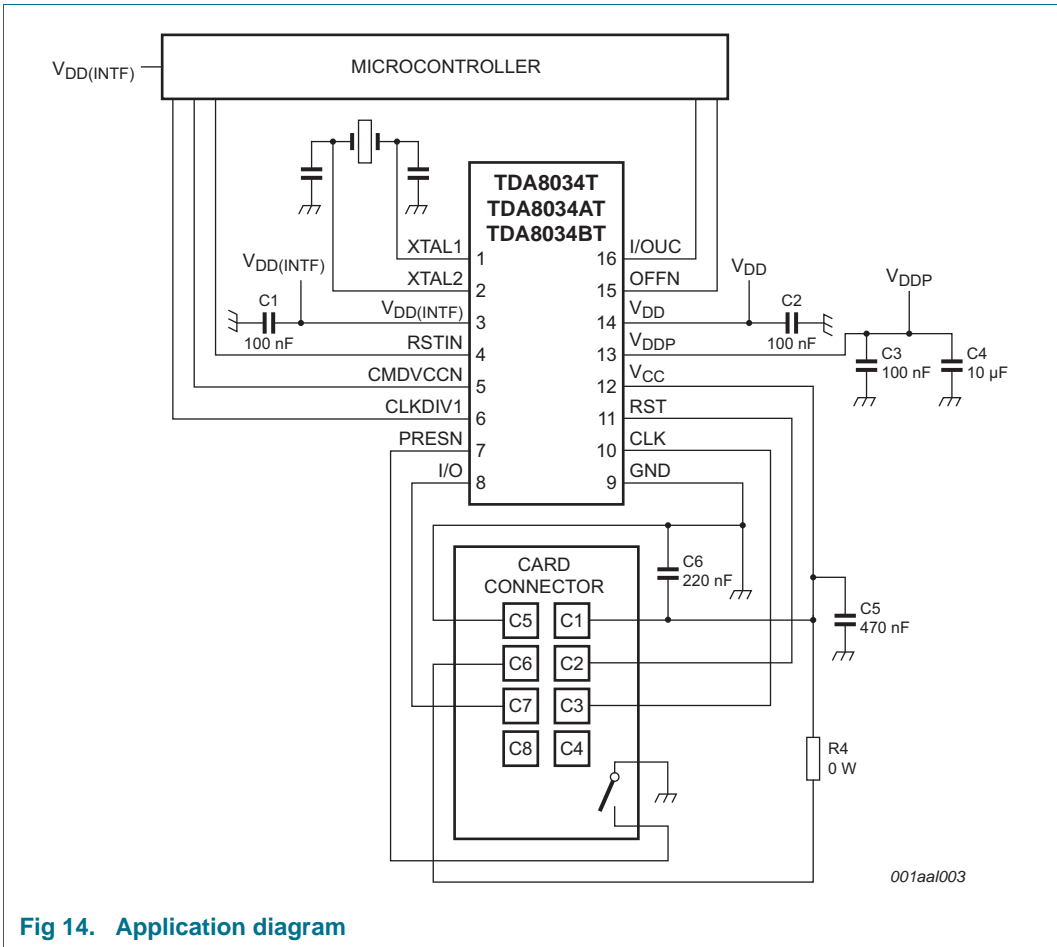 MICROCONTROLLER
VDD(INTF)
TDA8034T
TDA8034AT
TDA8034BT
XTAL1
1
XTAL2
2
VDD(INTF)
3
RSTIN
4
CMDVCCN
5
CLKDIV1
6
PRESN
7
I/O
8
I/OUC
16
OFFN
15
VDD
14
VDDP
13
VCC
12
RST
11
CLK
10
GND
9
VDD(INTF)
C1
100 nF
VDD
C2
100 nF
VDDP
C3
100 nF
C4
10 µF
CARD
CONNECTOR
C6
220 nF
C5
470 nF
C5 C1
C6 C2
C7 C3
C8 C4
R4
0 W
001aal003
Fig 14. Application diagram